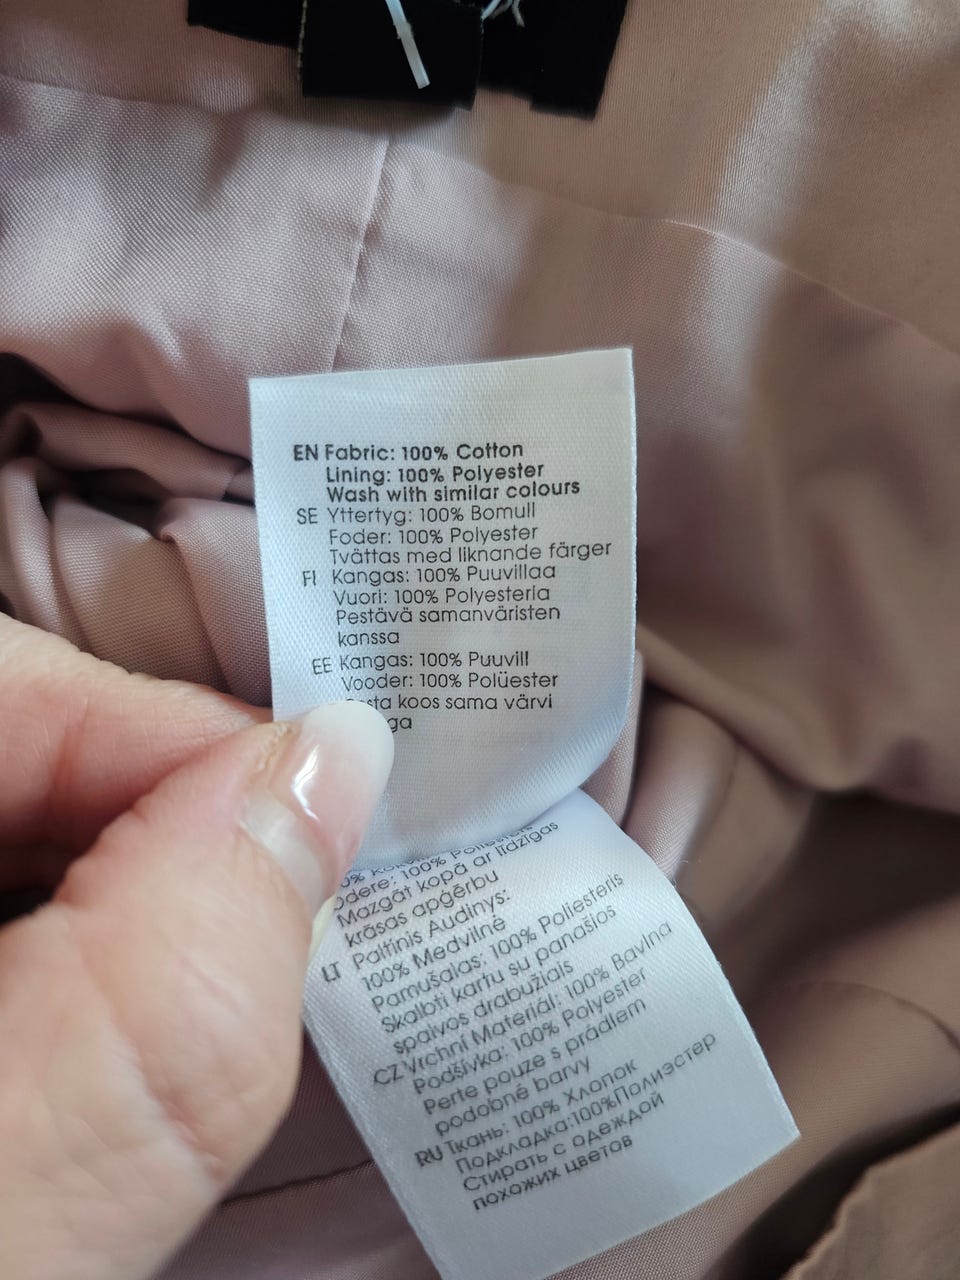 EN Fabric: 100% Cotton
Lining: 100% Polyester
Wash with similar colours
SE Yttertyg: 100% Bomull
Foder: 100% Polyester
Tvättas med liknande färger
FI Kangas: 100% Puuvillaa
Vuori: 100% Polyesteria
Pestävä samanväristen
kanssa
EE Kangas: 100% Puuvill
Vooder: 100% Polüester
koos sama värvi
100% Medvilnė
Mazgāt kopā ar līdzīgas
krāsas apģērbu
LT Paltinis Audinys:
100% Medvilnė
Pamušalas: 100% Poliesteris
Skalbti kartu su panašios
spalvos drabužiais
CZ Vrchní Materiál: 100% Bavlna
Podšívka: 100% Polyester
Perte pouze s prádlem
podobné barvy
RU Ткань: 100% Хлопок
Подкладка:100%Полиэстер
Стирать с одеждой
похожих цветов